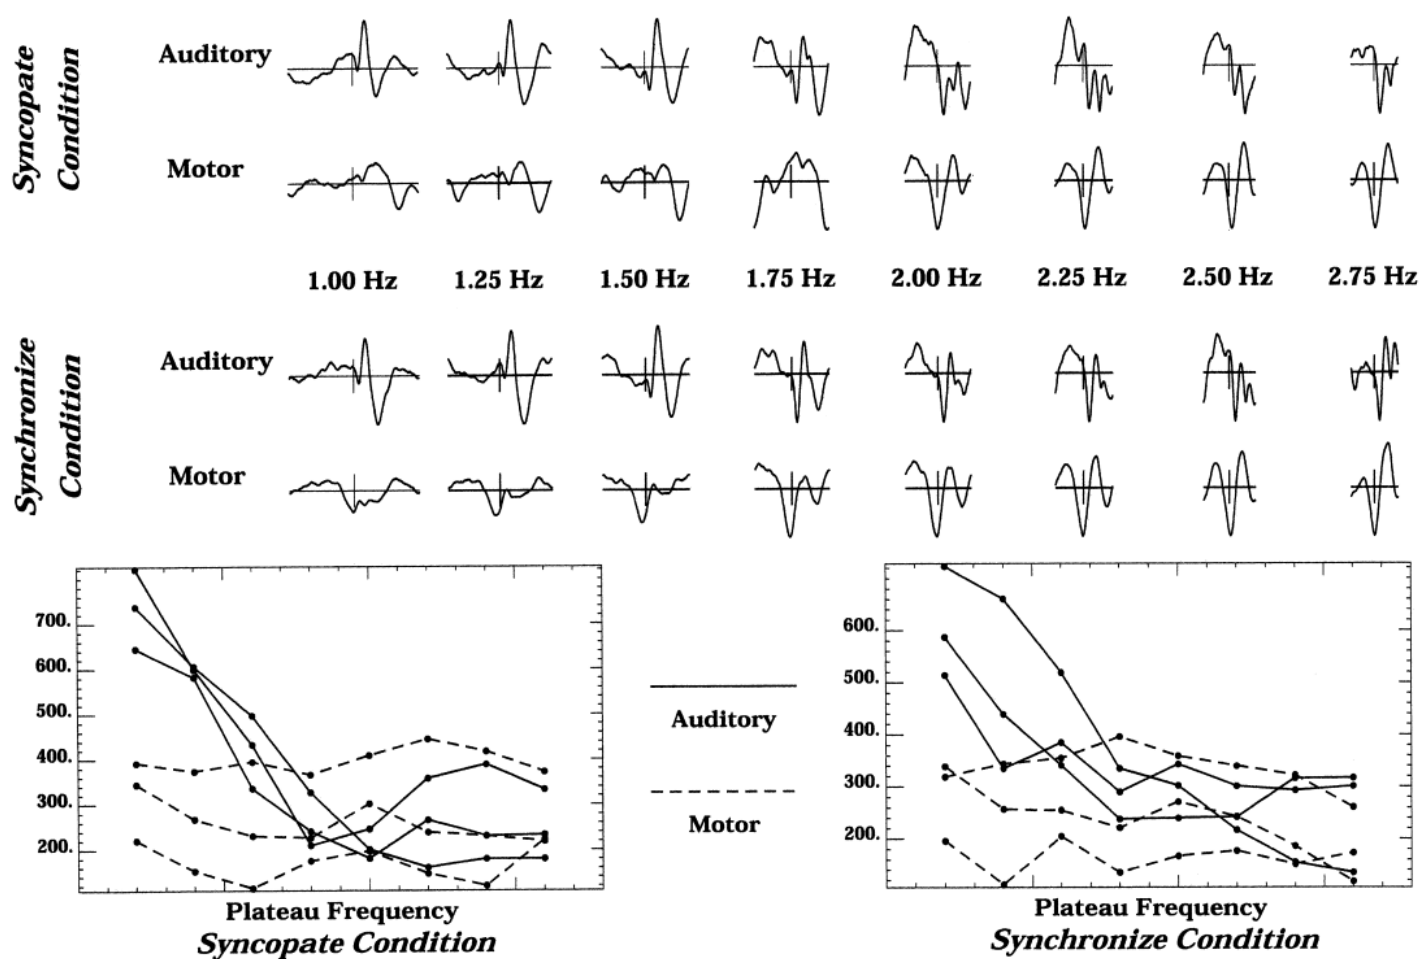 Syncopate
Condition
Auditory
Motor
1.00 Hz 1.25 Hz 1.50 Hz 1.75 Hz 2.00 Hz 2.25 Hz 2.50 Hz 2.75 Hz
Synchronize
Condition
Auditory
Motor
700.
600.
500.
400.
300.
200.
Plateau Frequency
Syncopate Condition
Auditory
Motor
600.
500.
400.
300.
200.
Plateau Frequency
Synchronize Condition